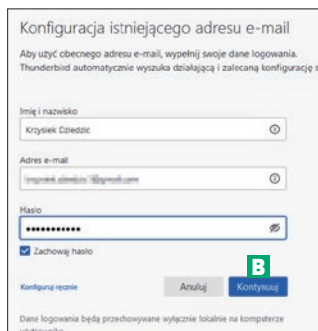 Konfiguracja istniejącego adresu e-mail
Aby użyć obecnego adresu e-mail, wypełnij swoje dane logowania.
Thunderbird automatycznie wyszuka działającą i zalecaną konfigurację s
Imię i nazwisko
Krzysiek Dziedzic
Adres e-mail
Hasło
•••••••••••
Zachowaj hasło
B
Konfiguruj ręcznie
Anuluj
Kontynuuj
Dane logowania będą przechowywane wyłącznie lokalnie na komputerze